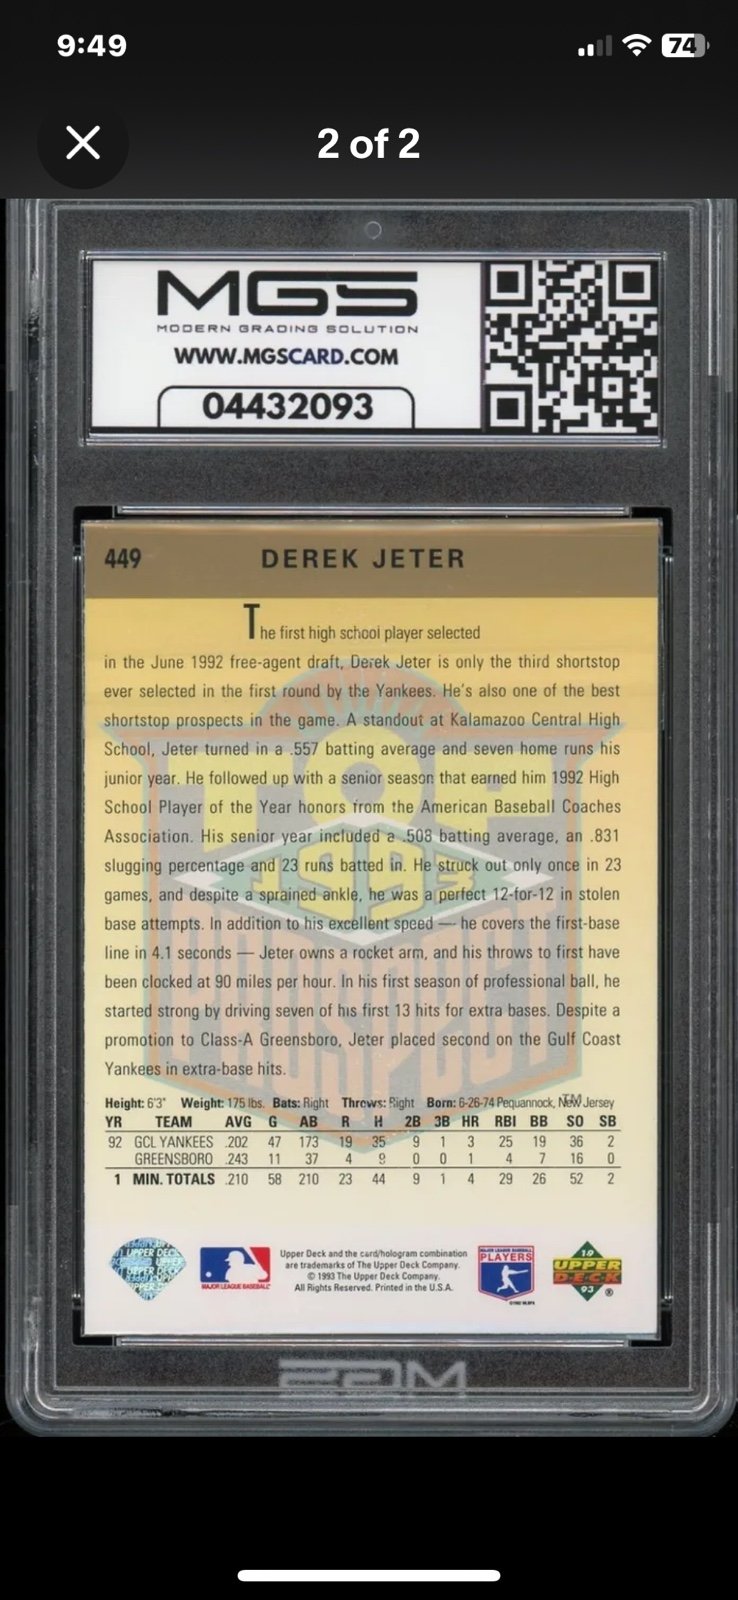 9:49
74
2 of 2
MGS
MODERN GRADING SOLUTION
WWW.MGSCARD.COM
04432093
449 DEREK JETER
The first high school player selected
in the June 1992 free-agent draft, Derek Jeter is only the third shortstop
ever selected in the first round by the Yankees. He's also one of the best
shortstop prospects in the game. A standout at Kalamazoo Central High
School, Jeter turned in a .557 batting average and seven home runs his
junior year. He followed up with a senior season that earned him 1992 High
School Player of the Year honors from the American Baseball Coaches
Association. His senior year included a .508 batting average, an .831
slugging percentage and 23 runs batted in. He struck out only once in 23
games, and despite a sprained ankle, he was a perfect 12-for-12 in stolen
base attempts. In addition to his excellent speed — he covers the first-base
line in 4.1 seconds — Jeter owns a rocket arm, and his throws to first have
been clocked at 90 miles per hour. In his first season of professional ball, he
started strong by driving seven of his first 13 hits for extra bases. Despite a
promotion to Class-A Greensboro, Jeter placed second on the Gulf Coast
Yankees in extra-base hits.
TOP
1993
PROSPECT
TM
Height: 6'3" Weight: 175 lbs. Bats: Right Throws: Right Born: 6-26-74 Pequannock, New Jersey
YR TEAM AVG G AB R H 2B 3B HR RBI BB SO SB
92 GCL YANKEES .202 47 173 19 35 9 1 3 25 19 36 2
GREENSBORO .243 11 37 4 9 0 0 1 4 7 16 0
1 MIN. TOTALS .210 58 210 23 44 9 1 4 29 26 52 2
UPPER DECK
MAJOR LEAGUE BASEBALL
Upper Deck and the card/hologram combination
are trademarks of The Upper Deck Company.
© 1993 The Upper Deck Company.
All Rights Reserved. Printed in the U.S.A.
MAJOR LEAGUE BASEBALL
PLAYERS
19
UPPER
DECK
93 ®
MGS